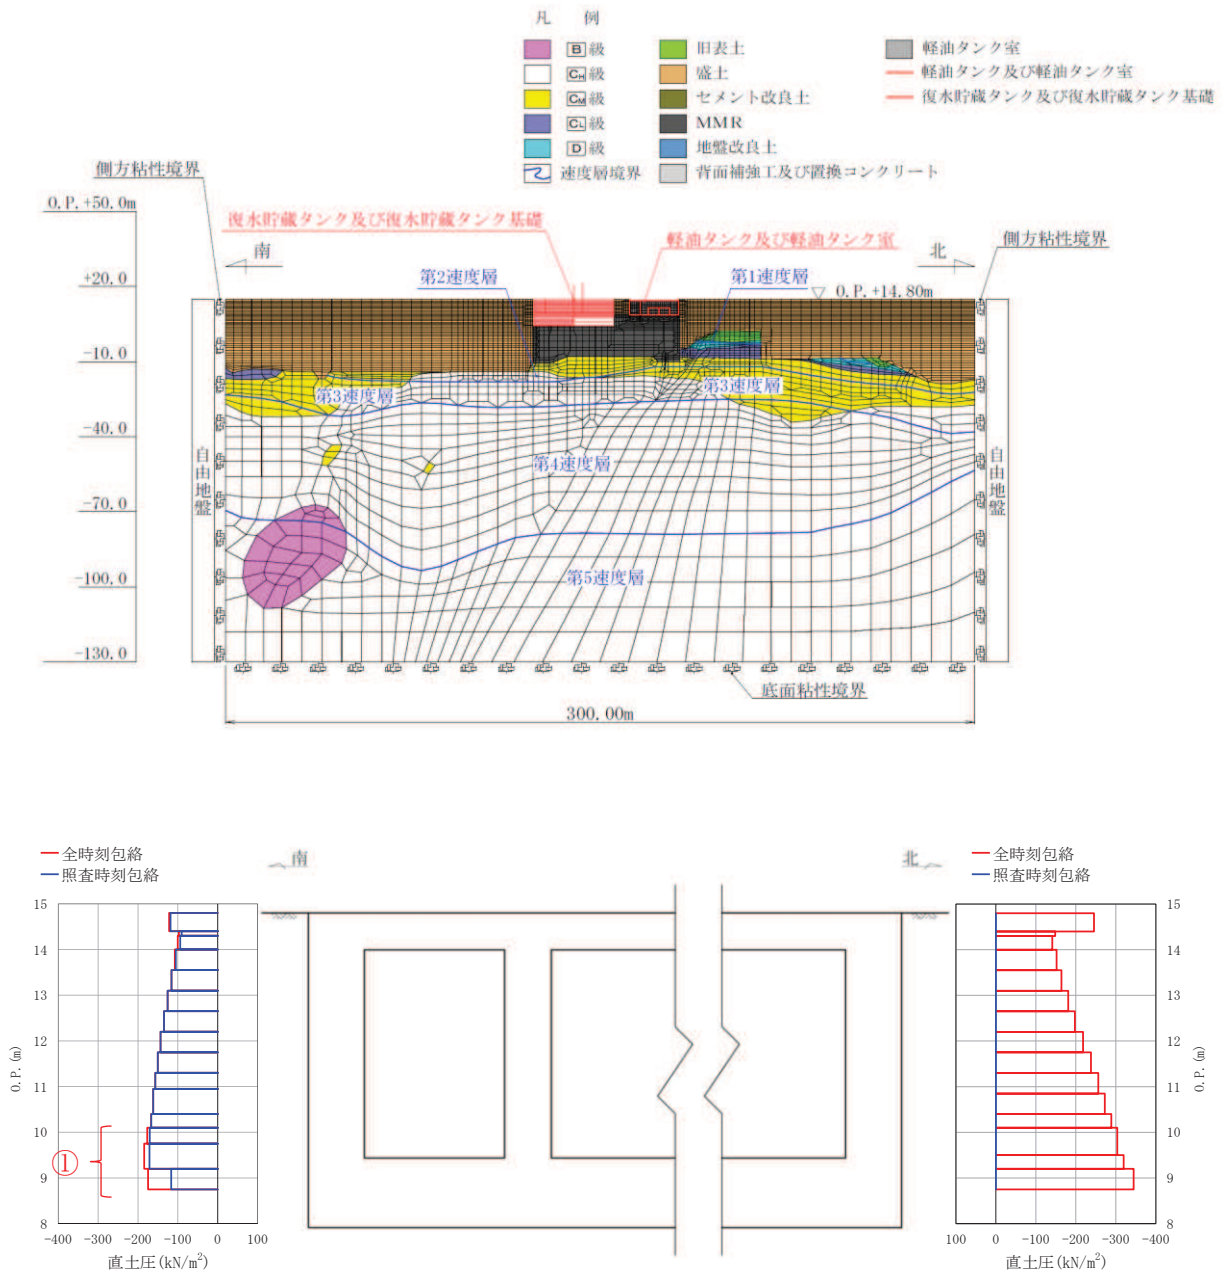 凡 例
B級 旧表土 軽油タンク室
CH級 盛土 軽油タンク及び軽油タンク室
CM級 セメント改良土 復水貯蔵タンク及び復水貯蔵タンク基礎
CL級 MMR
D級 地盤改良土
速度層境界 背面補強工及び置換コンクリート
側方粘性境界
O.P.+50.0m
復水貯蔵タンク及び復水貯蔵タンク基礎
軽油タンク及び軽油タンク室
側方粘性境界
南
北
+20.0
第2速度層
第1速度層
O.P.+14.80m
-10.0
第3速度層
第3速度層
-40.0
自由地盤
第4速度層
自由地盤
-70.0
第5速度層
-100.0
-130.0
底面粘性境界
300.00m
全時刻包絡
照査時刻包絡
南
北
全時刻包絡
照査時刻包絡
15
14
13
12
11
10
9
8
O.P.(m)
①
-400 -300 -200 -100 0 100
直土圧(kN/m²)
15
14
13
12
11
10
9
8
O.P.(m)
100 0 -100 -200 -300 -400
直土圧(kN/m²)